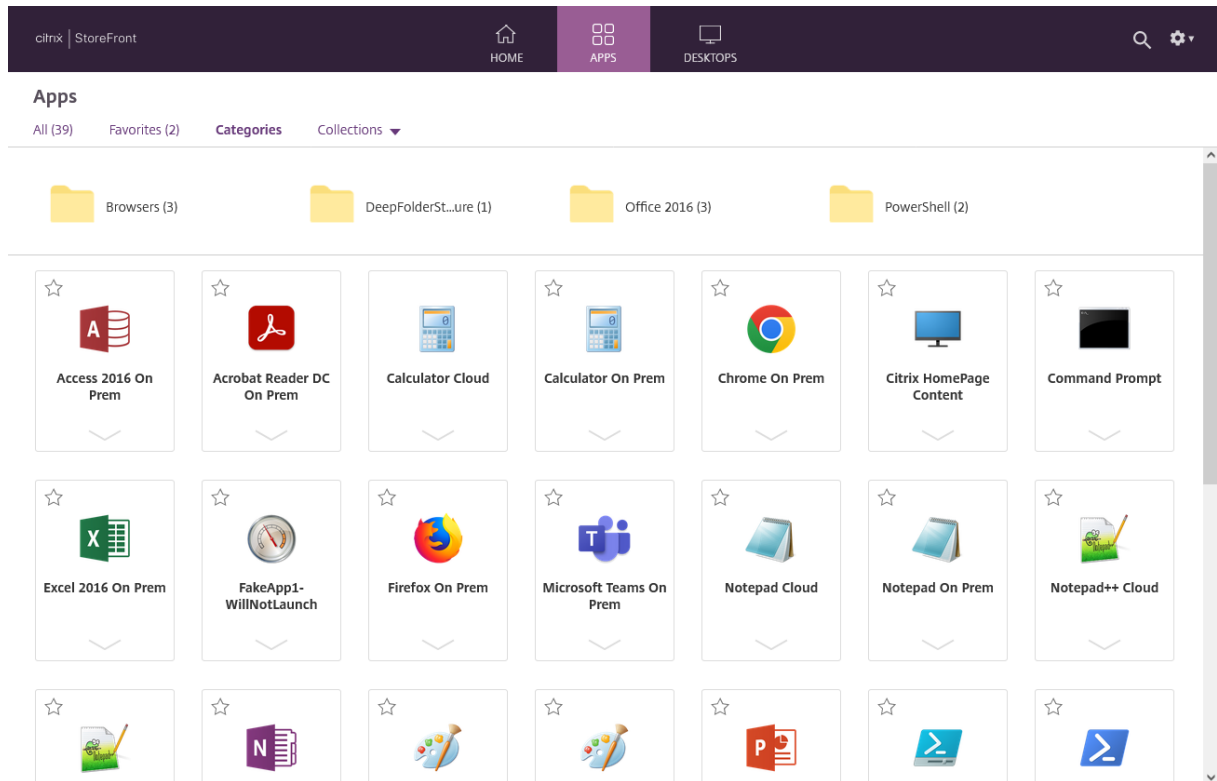 citrix | StoreFront
HOME
APPS
DESKTOPS
Apps
All (39)
Favorites (2)
Categories
Collections
Browsers (3)
DeepFolderSt...ure (1)
Office 2016 (3)
PowerShell (2)
Access 2016 On
Prem
Acrobat Reader DC
On Prem
Calculator Cloud
Calculator On Prem
Chrome On Prem
Citrix HomePage
Content
Command Prompt
Excel 2016 On Prem
FakeApp1-
WillNotLaunch
Firefox On Prem
Microsoft Teams On
Prem
Notepad Cloud
Notepad On Prem
Notepad++ Cloud